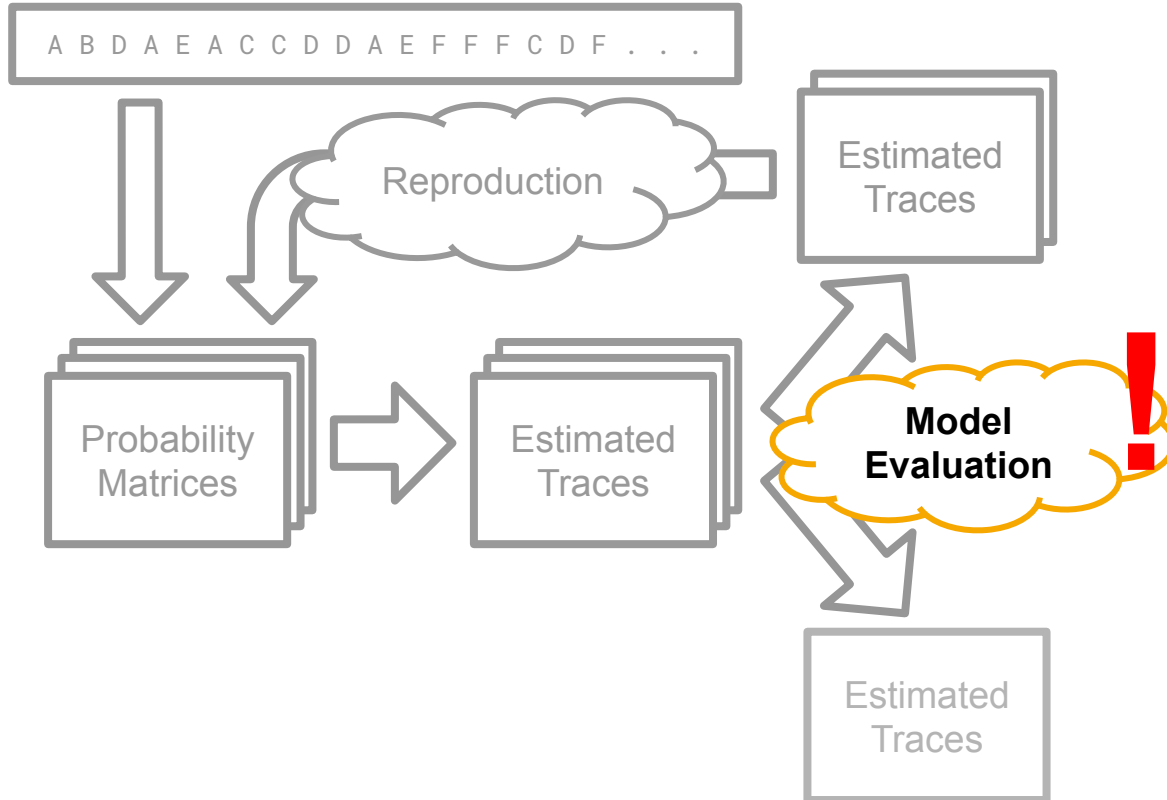 A B D A E A C C D D A E F F F C D F . . .
Reproduction
Estimated
Traces
Probability
Matrices
Estimated
Traces
Model
Evaluation
!
Estimated
Traces